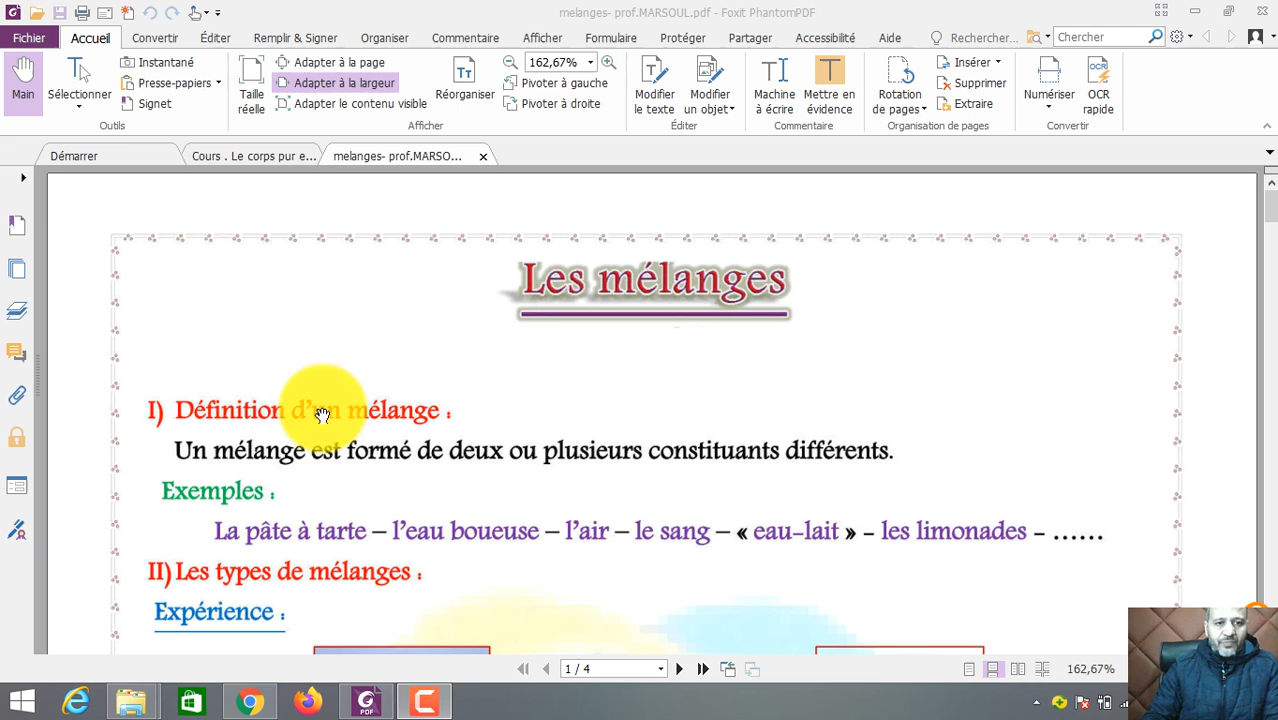 melanges- prof.MARSOUL.pdf - Foxit PhantomPDF
Fichier Accueil Convertir Éditer Remplir & Signer Organiser Commentaire Afficher Formulaire Protéger Partager Accessibilité Aide Rechercher... Chercher
Main
Sélectionner
Instantané
Presse-papiers
Signet
Outils
Taille réelle
Adapter à la page
Adapter à la largeur
Adapter le contenu visible
Réorganiser
162,67%
Pivoter à gauche
Pivoter à droite
Afficher
Modifier le texte
Modifier un objet
Éditer
Machine à écrire
Mettre en évidence
Commentaire
Rotation de pages
Insérer
Supprimer
Extraire
Organisation de pages
Numériser
OCR rapide
Convertir
Démarrer
Cours . Le corps pur e...
melanges- prof.MARSO...
Les mélanges
I) Définition d'un mélange :
Un mélange est formé de deux ou plusieurs constituants différents.
Exemples :
La pâte à tarte – l'eau boueuse – l'air – le sang – « eau-lait » - les limonades - ……
II) Les types de mélanges :
Expérience :
1 / 4
162,67%